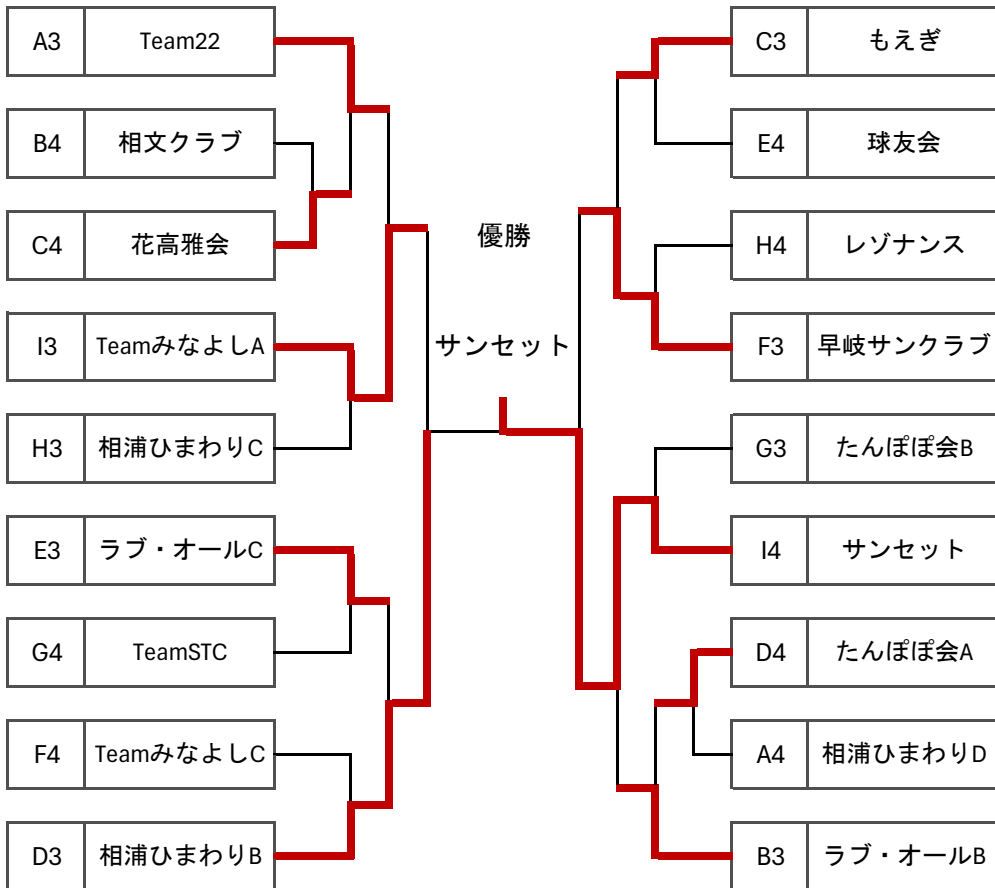 A3 Team22
B4 相文クラブ
C4 花高雅会
I3 TeamみなよしA
H3 相浦ひまわりC
E3 ラブ・オールC
G4 TeamSTC
F4 TeamみなよしC
D3 相浦ひまわりB
優勝
サンセット
C3 もえぎ
E4 球友会
H4 レゾナンス
F3 早岐サンクラブ
G3 たんぽぽ会B
I4 サンセット
D4 たんぽぽ会A
A4 相浦ひまわりD
B3 ラブ・オールB